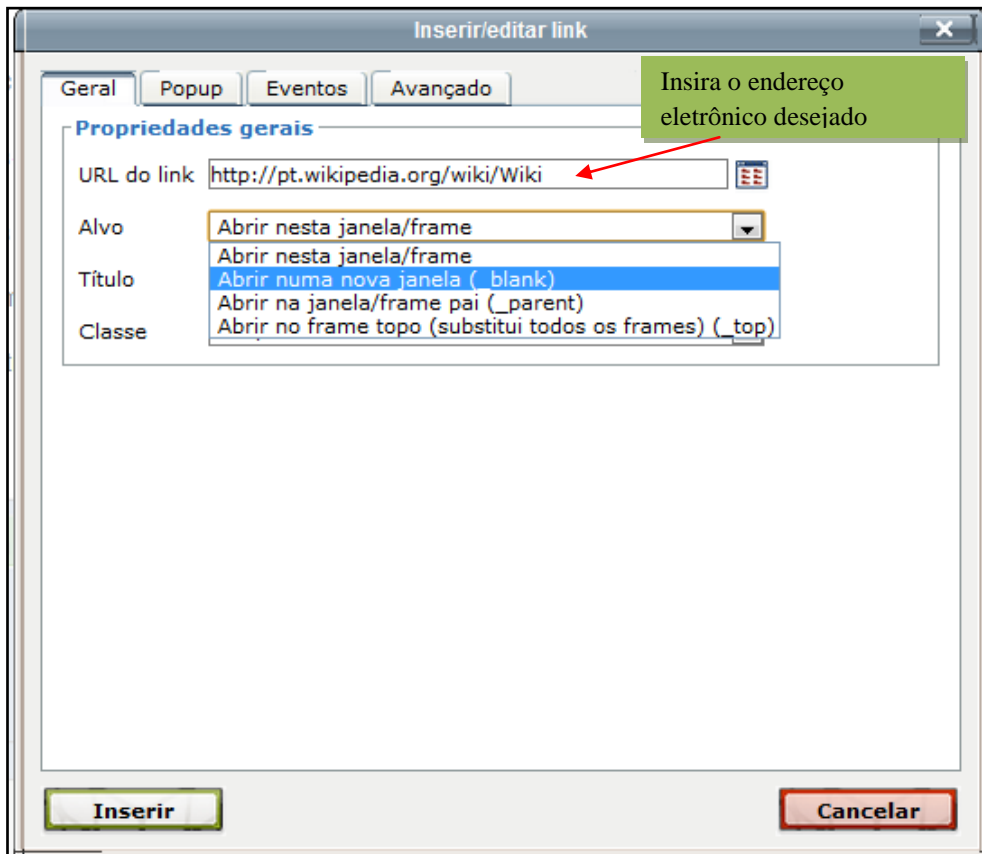 Inserir/editar link
Geral Popup Eventos Avançado
Insira o endereço
eletrônico desejado
Propriedades gerais
URL do link http://pt.wikipedia.org/wiki/Wiki
Alvo Abrir nesta janela/frame
Abrir nesta janela/frame
Título Abrir numa nova janela (_blank)
Abrir na janela/frame pai (_parent)
Classe Abrir no frame topo (substitui todos os frames) (_top)
Inserir Cancelar